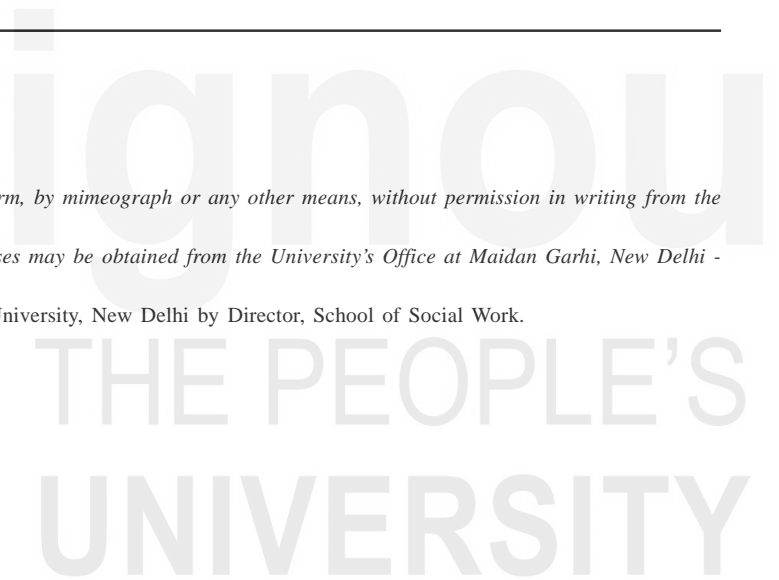 ignou
rm, by mimeograph or any other means, without permission in writing from the
ses may be obtained from the University's Office at Maidan Garhi, New Delhi -
University, New Delhi by Director, School of Social Work.
THE PEOPLE'S
UNIVERSITY